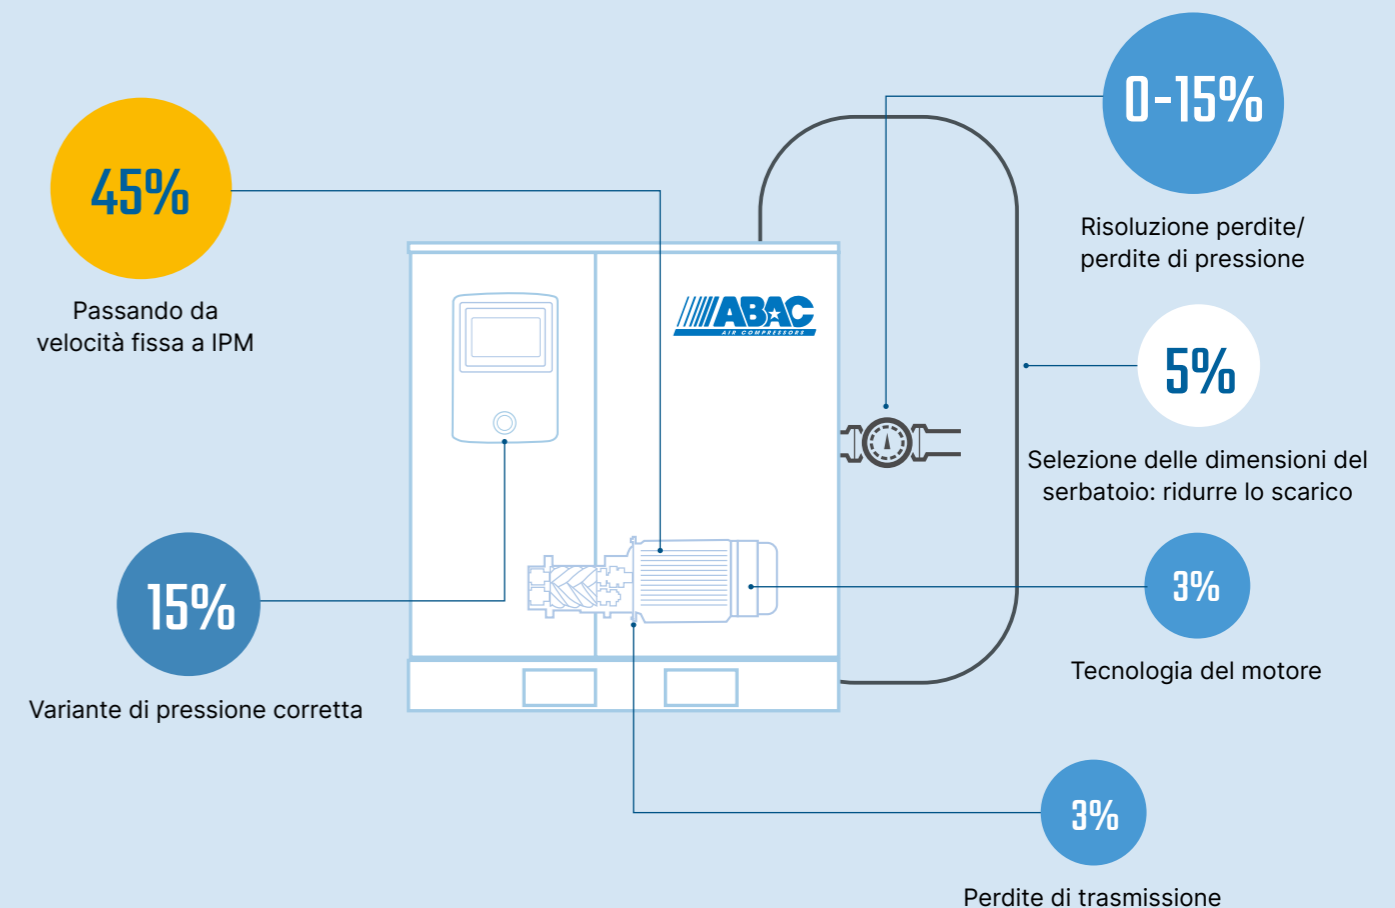 45%
Passando da
velocità fissa a IPM
0-15%
Risoluzione perdite/
perdite di pressione
ABAC
AIR COMPRESSORS
5%
Selezione delle dimensioni del
serbatoio: ridurre lo scarico
15%
Variante di pressione corretta
3%
Tecnologia del motore
3%
Perdite di trasmissione